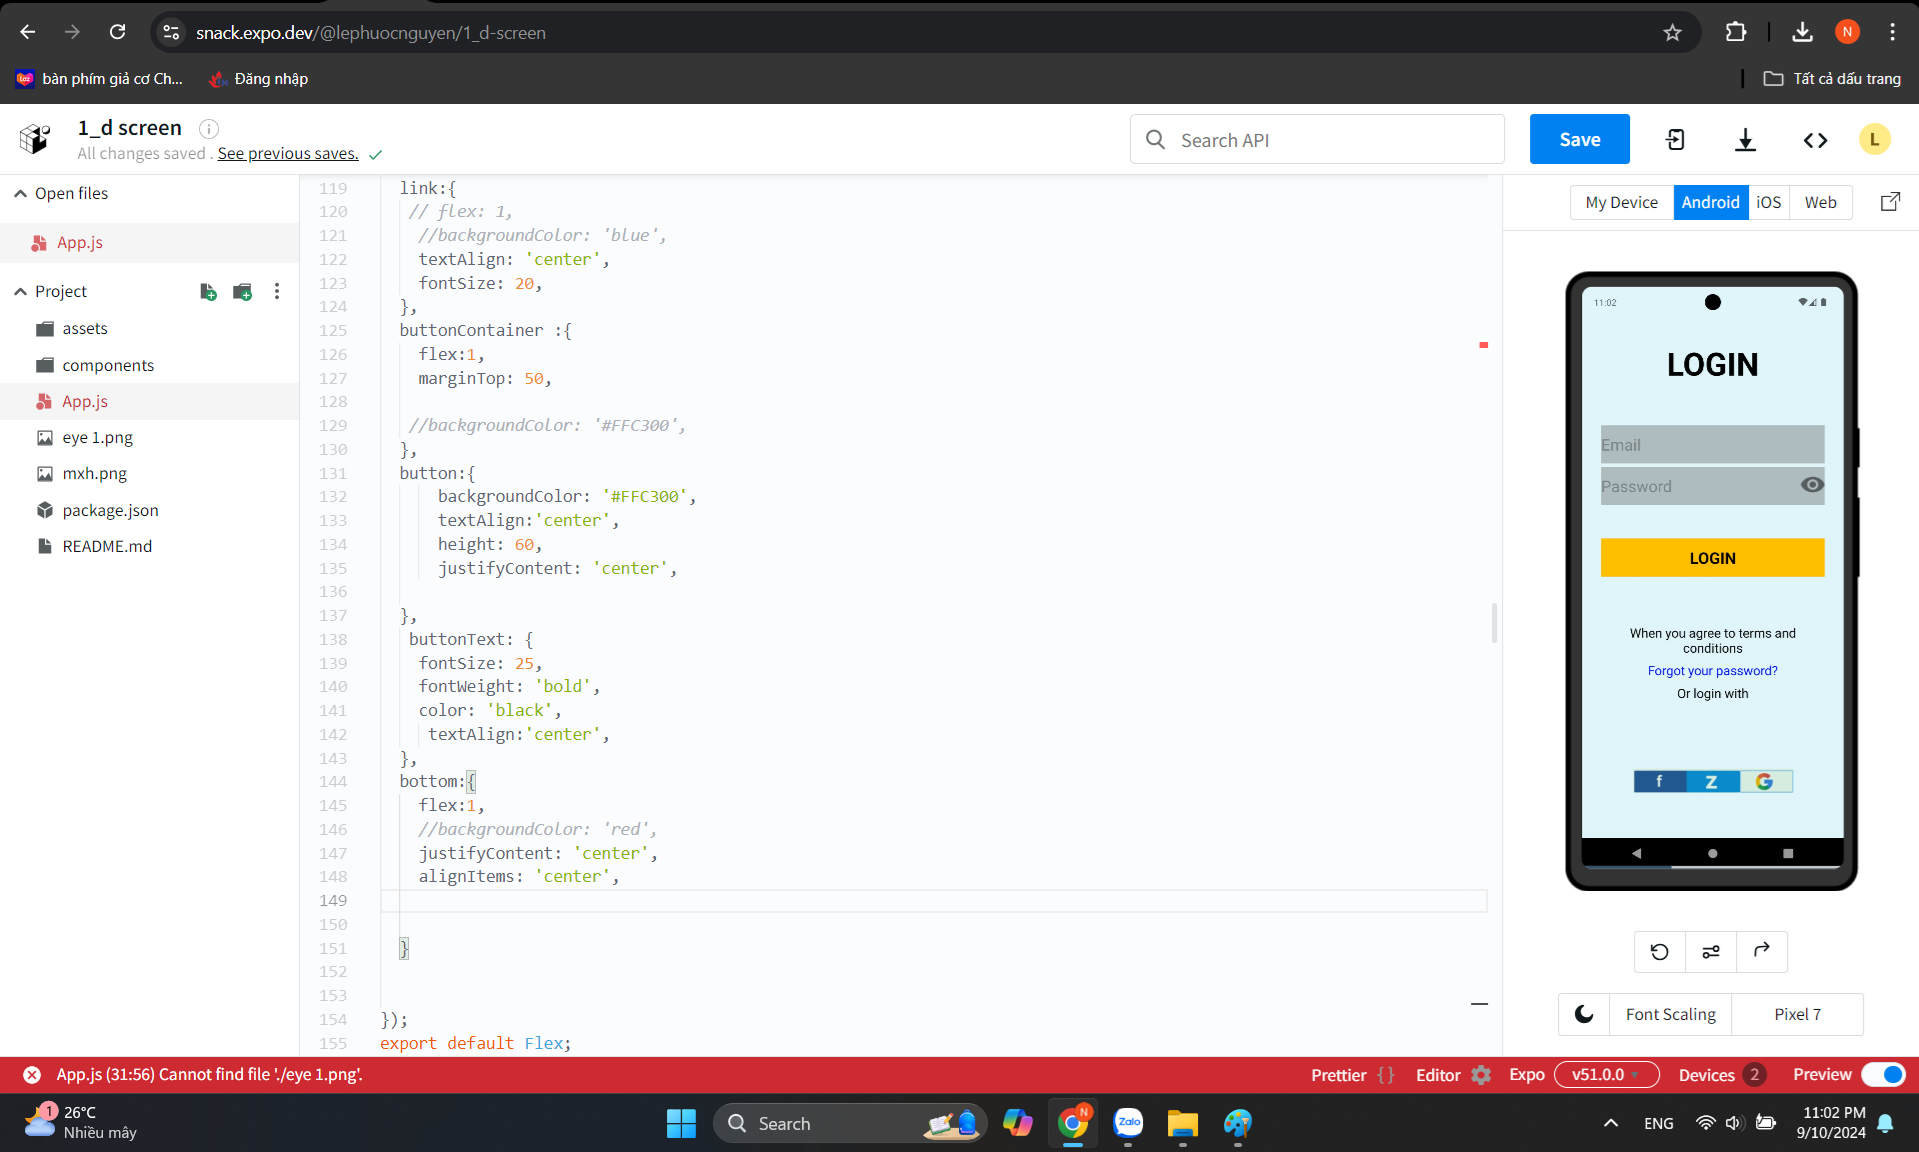 snack.expo.dev/@lephuocnguyen/1_d-screen
N
bàn phím giả cơ Ch...
Đăng nhập
Tất cả dấu trang
1_d screen
All changes saved . See previous saves.
Search API
Save
L
Open files
App.js
Project
assets
components
App.js
eye 1.png
mxh.png
package.json
README.md
119 link:{
120 // flex: 1,
121 //backgroundColor: 'blue',
122 textAlign: 'center',
123 fontSize: 20,
124 },
125 buttonContainer :{
126 flex:1,
127 marginTop: 50,
128
129 //backgroundColor: '#FFC300',
130 },
131 button:{
132 backgroundColor: '#FFC300',
133 textAlign:'center',
134 height: 60,
135 justifyContent: 'center',
136
137 },
138 buttonText: {
139 fontSize: 25,
140 fontWeight: 'bold',
141 color: 'black',
142 textAlign:'center',
143 },
144 bottom:{
145 flex:1,
146 //backgroundColor: 'red',
147 justifyContent: 'center',
148 alignItems: 'center',
149
150
151 }
152
153
154 });
155 export default Flex;
My Device
Android
iOS
Web
11:02
LOGIN
Email
Password
LOGIN
When you agree to terms and
conditions
Forgot your password?
Or login with
f
Z
G
Font Scaling
Pixel 7
App.js (31:56) Cannot find file './eye 1.png'.
Prettier { }
Editor
Expo
v51.0.0
Devices 2
Preview
1
26°C
Nhiều mây
Search
N
Zalo
ENG
11:02 PM
9/10/2024